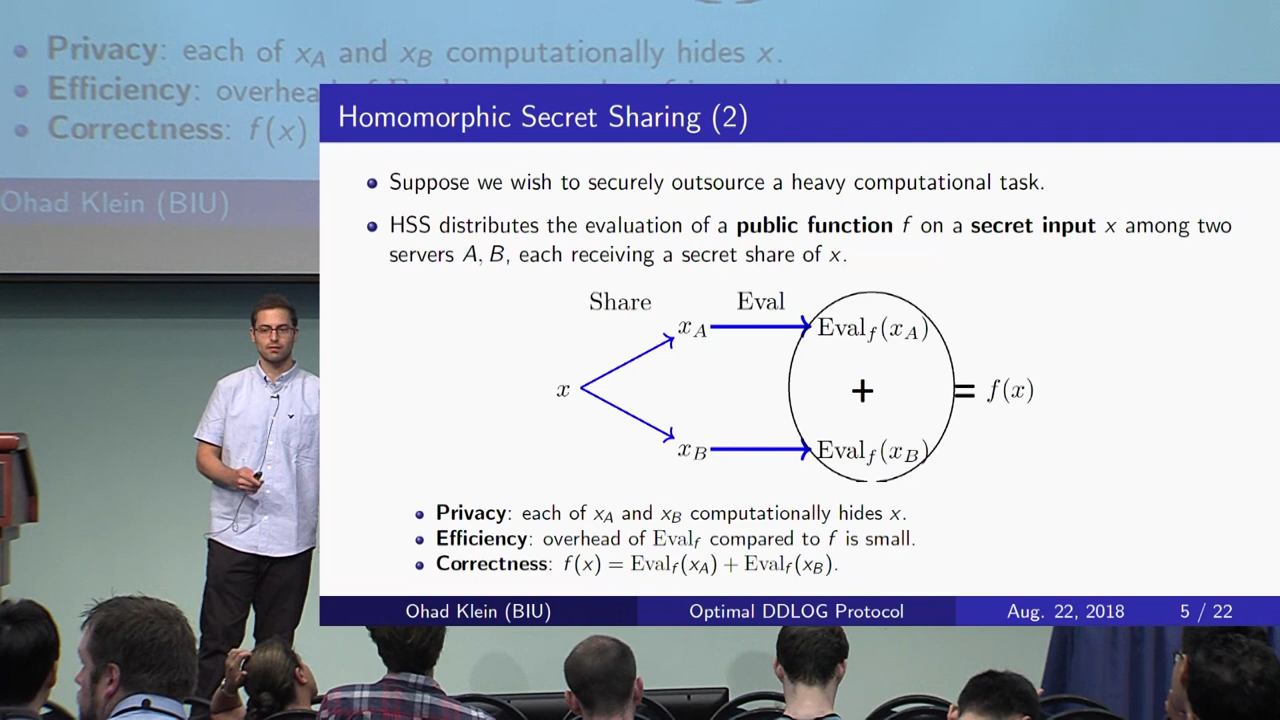 • Privacy: each of x_A and x_B computationally hides x.
• Efficiency: overhea
• Correctness: f(x)
Ohad Klein (BIU)
Homomorphic Secret Sharing (2)
• Suppose we wish to securely outsource a heavy computational task.
• HSS distributes the evaluation of a public function f on a secret input x among two
servers A, B, each receiving a secret share of x.
Share Eval
x_A Eval_f(x_A)
x + = f(x)
x_B Eval_f(x_B)
• Privacy: each of x_A and x_B computationally hides x.
• Efficiency: overhead of Eval_f compared to f is small.
• Correctness: f(x) = Eval_f(x_A) + Eval_f(x_B).
Ohad Klein (BIU) Optimal DDLOG Protocol Aug. 22, 2018 5 / 22